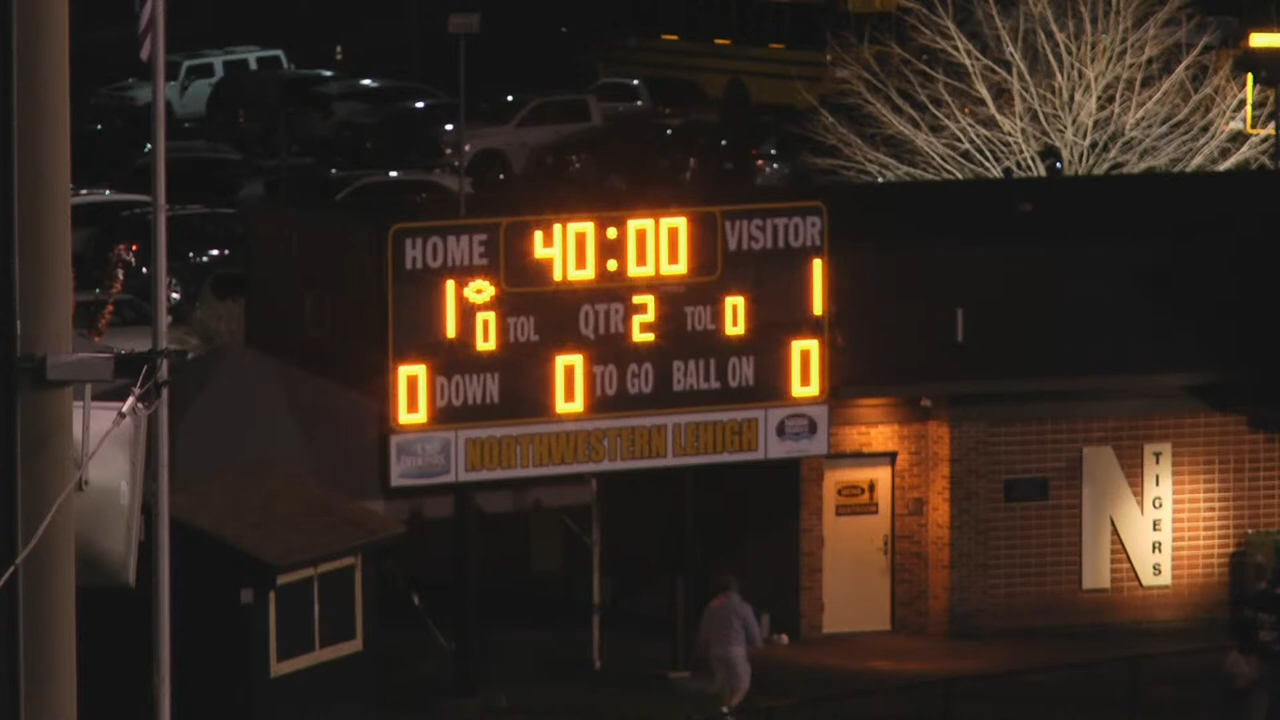 HOME 40:00 VISITOR
1 1
0 TOL QTR 2 TOL 0
0 DOWN 0 TO GO BALL ON 0
NORTHWESTERN LEHIGH
N TIGERS